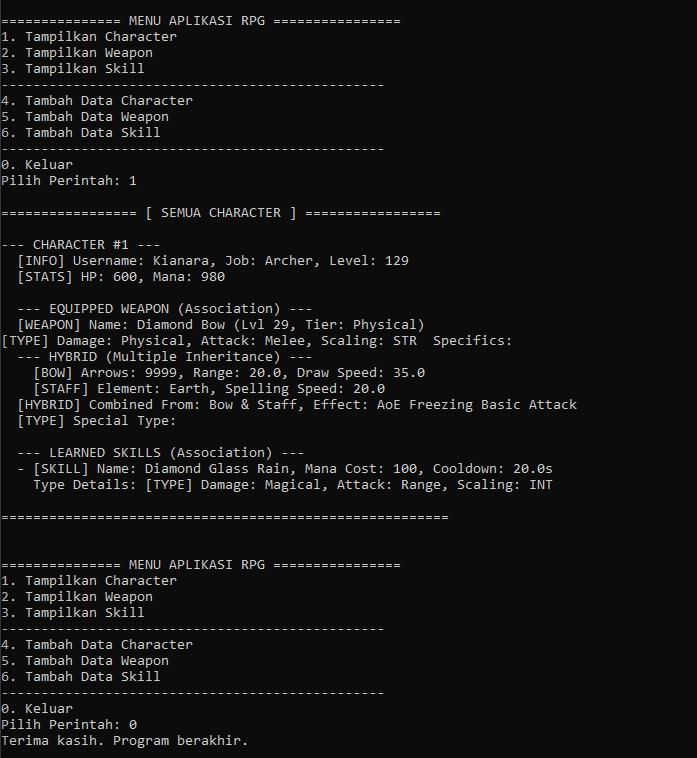 =============== MENU APLIKASI RPG ================
1. Tampilkan Character
2. Tampilkan Weapon
3. Tampilkan Skill
------------------------------------------------
4. Tambah Data Character
5. Tambah Data Weapon
6. Tambah Data Skill
------------------------------------------------
0. Keluar
Pilih Perintah: 1

================= [ SEMUA CHARACTER ] =================

--- CHARACTER #1 ---
  [INFO] Username: Kianara, Job: Archer, Level: 129
  [STATS] HP: 600, Mana: 980

  --- EQUIPPED WEAPON (Association) ---
  [WEAPON] Name: Diamond Bow (Lvl 29, Tier: Physical)
[TYPE] Damage: Physical, Attack: Melee, Scaling: STR  Specifics:
  --- HYBRID (Multiple Inheritance) ---
    [BOW] Arrows: 9999, Range: 20.0, Draw Speed: 35.0
    [STAFF] Element: Earth, Spelling Speed: 20.0
  [HYBRID] Combined From: Bow & Staff, Effect: AoE Freezing Basic Attack
  [TYPE] Special Type:

  --- LEARNED SKILLS (Association) ---
  - [SKILL] Name: Diamond Glass Rain, Mana Cost: 100, Cooldown: 20.0s
    Type Details: [TYPE] Damage: Magical, Attack: Range, Scaling: INT

========================================================

=============== MENU APLIKASI RPG ================
1. Tampilkan Character
2. Tampilkan Weapon
3. Tampilkan Skill
------------------------------------------------
4. Tambah Data Character
5. Tambah Data Weapon
6. Tambah Data Skill
------------------------------------------------
0. Keluar
Pilih Perintah: 0
Terima kasih. Program berakhir.